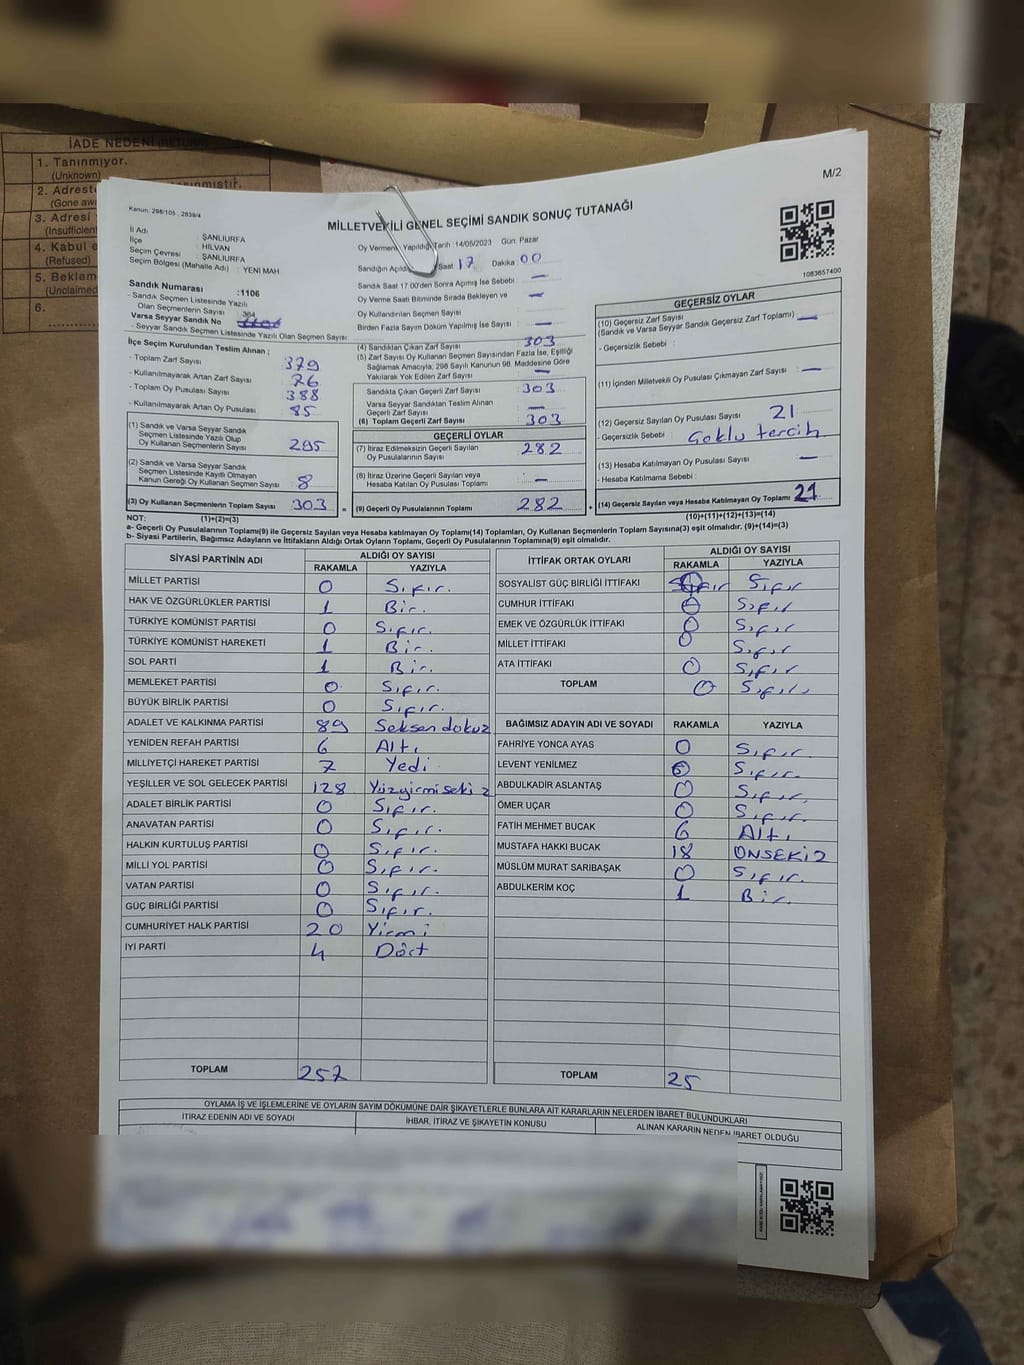 İADE NEDENİ
1. Tanınmıyor.
(Unknown)
2.
(Gone
3. Adresi
(Insufficient
4. Kabul
(Refused)
5.
(Unclaimed
6.
M/2
Kanun, 298/105 , 2839/4
MİLLETVEKİLİ GENEL SEÇİMİ SANDIK SONUÇ TUTANAĞI
İl Adı : ŞANLIURFA
İlçe : HİLVAN
Seçim Çevresi : ŞANLIURFA
Seçim Bölgesi (Mahalle Adı) : YENİ MAH
Oy Vermenin Yapıldığı Tarih : 14/05/2023 Gün: Pazar
Saat 17 Dakika 00
Sandık Saat 17.00'den Sonra Açılmış İse Sebebi : —
Oy Verme Saati Bitiminde Sırada Bekleyen ve
Oy Kullandırılan Seçmen Sayısı —
Birden Fazla Sayım Döküm Yapılmış İse Sayısı : —
1083657400
Sandık Numarası :1106
- Sandık Seçmen Listesinde Yazılı
Olan Seçmenlerin Sayısı : 364
Varsa Seyyar Sandık No
- Seyyar Sandık Seçmen Listesinde Yazılı Olan Seçmen Sayısı
İlçe Seçim Kurulundan Teslim Alınan ;
- Toplam Zarf Sayısı : 379
- Kullanılmayarak Artan Zarf Sayısı : 76
- Toplam Oy Pusulası Sayısı : 388
- Kullanılmayarak Artan Oy Pusulası : 85
(1) Sandık ve Varsa Seyyar Sandık
Seçmen Listesinde Yazılı Olup
Oy Kullanan Seçmenlerin Sayısı : 295
(2) Sandık ve Varsa Seyyar Sandık
Seçmen Listesinde Kayıtlı Olmayan
Kanun Gereği Oy Kullanan Seçmen Sayısı : 8
(3) Oy Kullanan Seçmenlerin Toplam Sayısı : 303
(1)+(2)=(3)
(4) Sandıktan Çıkan Zarf Sayısı : 303
(5) Zarf Sayısı Oy Kullanan Seçmen Sayısından Fazla İse, Eşitliği
Sağlamak Amacıyla, 298 Sayılı Kanunun 98. Maddesine Göre
Yakılarak Yok Edilen Zarf Sayısı : —
Sandıkta Çıkan Geçerli Zarf Sayısı : 303
Varsa Seyyar Sandıktan Teslim Alınan
Geçerli Zarf Sayısı : —
(6) Toplam Geçerli Zarf Sayısı : 303
GEÇERLİ OYLAR
(7) İtiraz Edilmeksizin Geçerli Sayılan
Oy Pusulalarının Sayısı : 282
(8) İtiraz Üzerine Geçerli Sayılan veya
Hesaba Katılan Oy Pusulası Toplamı : —
(9) Geçerli Oy Pusulalarının Toplamı : 282
GEÇERSİZ OYLAR
(10) Geçersiz Zarf Sayısı : —
(Sandık ve Varsa Seyyar Sandık Geçersiz Zarf Toplamı)
- Geçersizlik Sebebi :
(11) İçinden Milletvekili Oy Pusulası Çıkmayan Zarf Sayısı : —
(12) Geçersiz Sayılan Oy Pusulası Sayısı : 21
- Geçersizlik Sebebi : Çoklu tercih
(13) Hesaba Katılmayan Oy Pusulası Sayısı : —
- Hesaba Katılmama Sebebi :
(14) Geçersiz Sayılan veya Hesaba Katılmayan Oy Toplamı : 21
(10)+(11)+(12)+(13)=(14)
NOT:
a- Geçerli Oy Pusulalarının Toplamı(9) ile Geçersiz Sayılan veya Hesaba Katılmayan Oy Toplamı(14) Toplamları, Oy Kullanan Seçmenlerin Toplam Sayısına(3) eşit olmalıdır. (9)+(14)=(3)
b- Siyasi Partilerin, Bağımsız Adayların ve İttifakların Aldığı Ortak Oyların Toplamı, Geçerli Oy Pusulalarının Toplamına(9) eşit olmalıdır.
SİYASİ PARTİNİN ADI ALDIĞI OY SAYISI
RAKAMLA YAZIYLA
MİLLET PARTİSİ 0 Sıfır.
HAK VE ÖZGÜRLÜKLER PARTİSİ 1 Bir.
TÜRKİYE KOMÜNİST PARTİSİ 0 Sıfır.
TÜRKİYE KOMÜNİST HAREKETİ 1 Bir.
SOL PARTİ 1 Bir.
MEMLEKET PARTİSİ 0 Sıfır.
BÜYÜK BİRLİK PARTİSİ 0 Sıfır.
ADALET VE KALKINMA PARTİSİ 89 Seksen dokuz
YENİDEN REFAH PARTİSİ 6 Altı
MİLLİYETÇİ HAREKET PARTİSİ 7 Yedi
YEŞİLLER VE SOL GELECEK PARTİSİ 128 Yüzyirmisekiz
ADALET BİRLİK PARTİSİ 0 Sıfır.
ANAVATAN PARTİSİ 0 Sıfır.
HALKIN KURTULUŞ PARTİSİ 0 Sıfır.
MİLLİ YOL PARTİSİ 0 Sıfır.
VATAN PARTİSİ 0 Sıfır.
GÜÇ BİRLİĞİ PARTİSİ 0 Sıfır.
CUMHURİYET HALK PARTİSİ 20 Yirmi
İYİ PARTİ 4 Dört
TOPLAM 257
İTTİFAK ORTAK OYLARI ALDIĞI OY SAYISI
RAKAMLA YAZIYLA
SOSYALİST GÜÇ BİRLİĞİ İTTİFAKI 0 Sıfır
CUMHUR İTTİFAKI 0 Sıfır
EMEK VE ÖZGÜRLÜK İTTİFAKI 0 Sıfır
MİLLET İTTİFAKI 0 Sıfır
ATA İTTİFAKI 0 Sıfır
TOPLAM 0 Sıfır
BAĞIMSIZ ADAYIN ADI VE SOYADI RAKAMLA YAZIYLA
FAHRİYE YONCA AYAS 0 Sıfır.
LEVENT YENİLMEZ 0 Sıfır.
ABDULKADİR ASLANTAŞ 0 Sıfır.
ÖMER UÇAR 0 Sıfır.
FATİH MEHMET BUCAK 6 Altı
MUSTAFA HAKKI BUCAK 18 ONSEKİZ
MÜSLÜM MURAT SARIBAŞAK 0 Sıfır.
ABDULKERİM KOÇ 1 Bir.
TOPLAM 25
OYLAMA İŞ VE İŞLEMLERİNE VE OYLARIN SAYIM DÖKÜMÜNE DAİR ŞİKAYETLERLE BUNLARA AİT KARARLARIN NELERDEN İBARET BULUNDUKLARI
İTİRAZ EDENİN ADI VE SOYADI İHBAR, İTİRAZ VE ŞİKAYETİN KONUSU ALINAN KARARIN NEDEN İBARET OLDUĞU